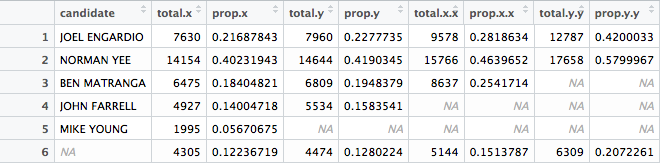 candidate total.x prop.x total.y prop.y total.x.x prop.x.x total.y.y prop.y.y
1 JOEL ENGARDIO 7630 0.21687843 7960 0.2277735 9578 0.2818634 12787 0.4200033
2 NORMAN YEE 14154 0.40231943 14644 0.4190345 15766 0.4639652 17658 0.5799967
3 BEN MATRANGA 6475 0.18404821 6809 0.1948379 8637 0.2541714 NA NA
4 JOHN FARRELL 4927 0.14004718 5534 0.1583541 NA NA NA NA
5 MIKE YOUNG 1995 0.05670675 NA NA NA NA NA NA
6 NA 4305 0.12236719 4474 0.1280224 5144 0.1513787 6309 0.2072261